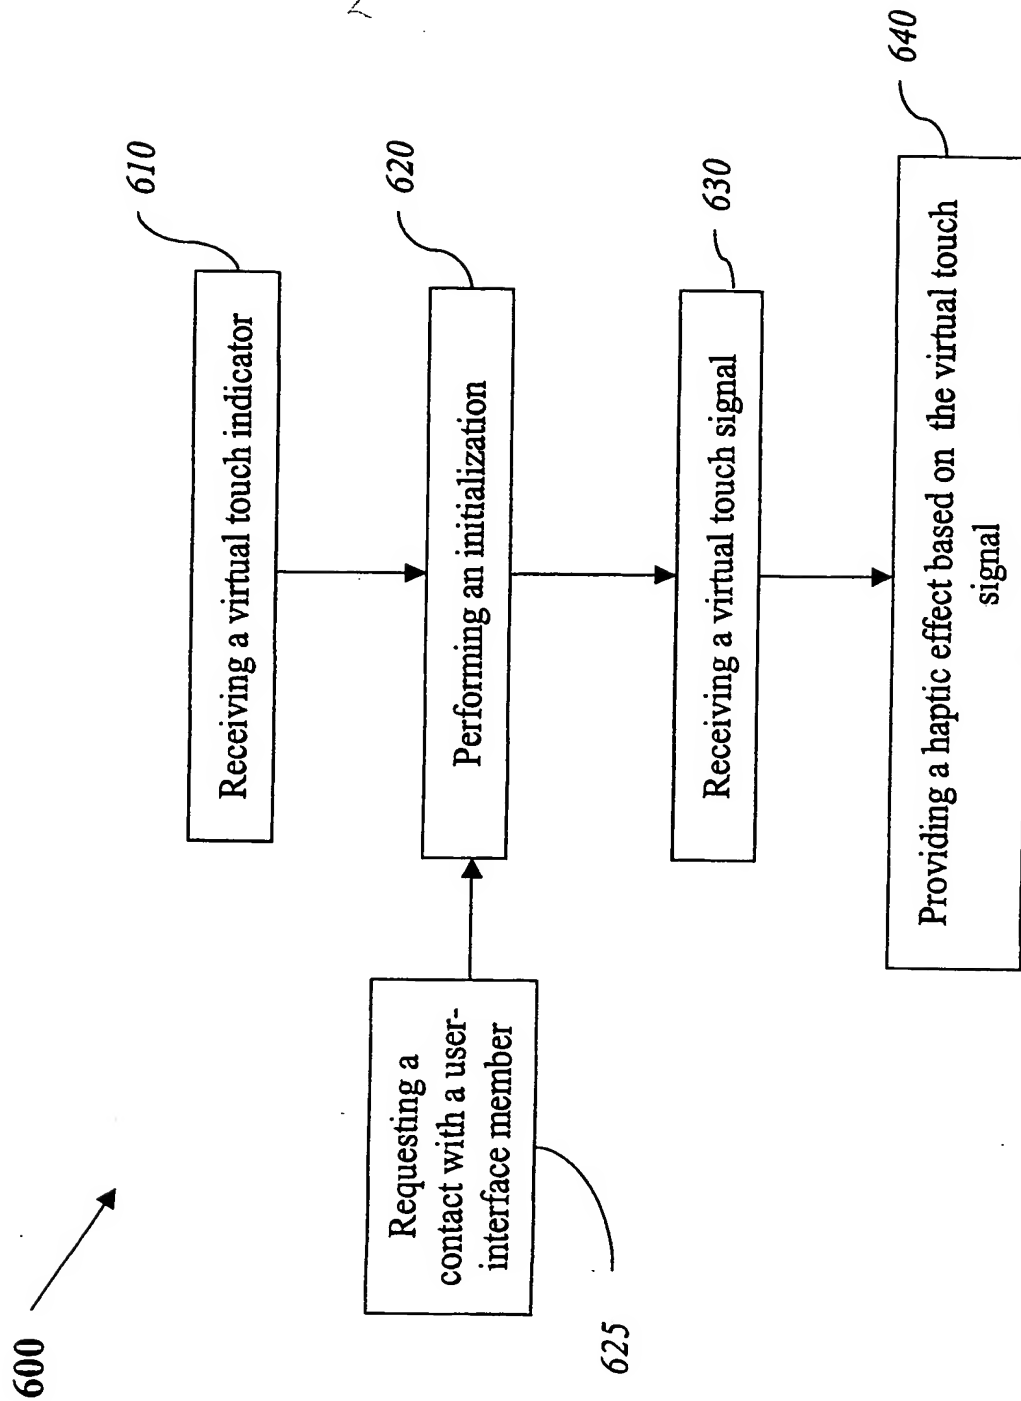 600
610
Receiving a virtual touch indicator
620
Performing an initialization
Requesting a
contact with a user-
interface member
625
630
Receiving a virtual touch signal
640
Providing a haptic effect based on the virtual touch
signal